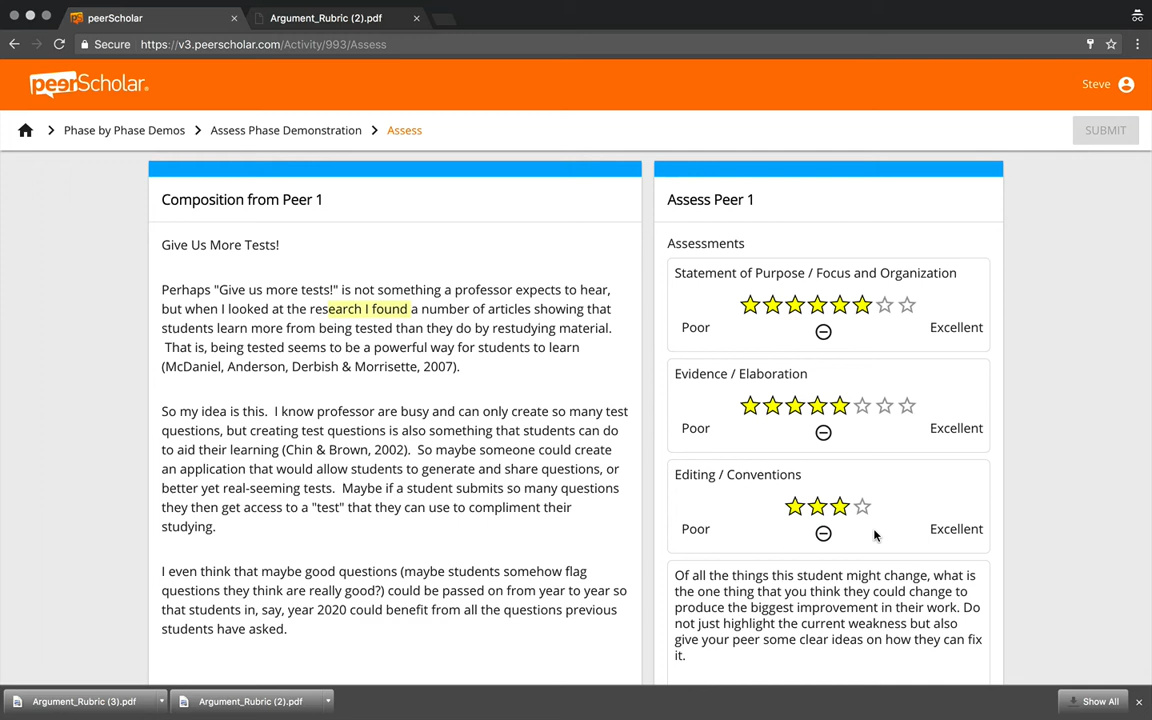 peerScholar
Argument_Rubric (2).pdf
Secure
https://v3.peerscholar.com/Activity/993/Assess
peerScholar
Steve
Phase by Phase Demos
Assess Phase Demonstration
Assess
SUBMIT
Composition from Peer 1
Give Us More Tests!
Perhaps "Give us more tests!" is not something a professor expects to hear,
but when I looked at the research I found a number of articles showing that
students learn more from being tested than they do by restudying material.
That is, being tested seems to be a powerful way for students to learn
(McDaniel, Anderson, Derbish & Morrisette, 2007).
So my idea is this. I know professor are busy and can only create so many test
questions, but creating test questions is also something that students can do
to aid their learning (Chin & Brown, 2002). So maybe someone could create
an application that would allow students to generate and share questions, or
better yet real-seeming tests. Maybe if a student submits so many questions
they then get access to a "test" that they can use to compliment their
studying.
I even think that maybe good questions (maybe students somehow flag
questions they think are really good?) could be passed on from year to year so
that students in, say, year 2020 could benefit from all the questions previous
students have asked.
Assess Peer 1
Assessments
Statement of Purpose / Focus and Organization
Poor
Excellent
Evidence / Elaboration
Poor
Excellent
Editing / Conventions
Poor
Excellent
Of all the things this student might change, what is
the one thing that you think they could change to
produce the biggest improvement in their work. Do
not just highlight the current weakness but also
give your peer some clear ideas on how they can fix
it.
Argument_Rubric (3).pdf
Argument_Rubric (2).pdf
Show All